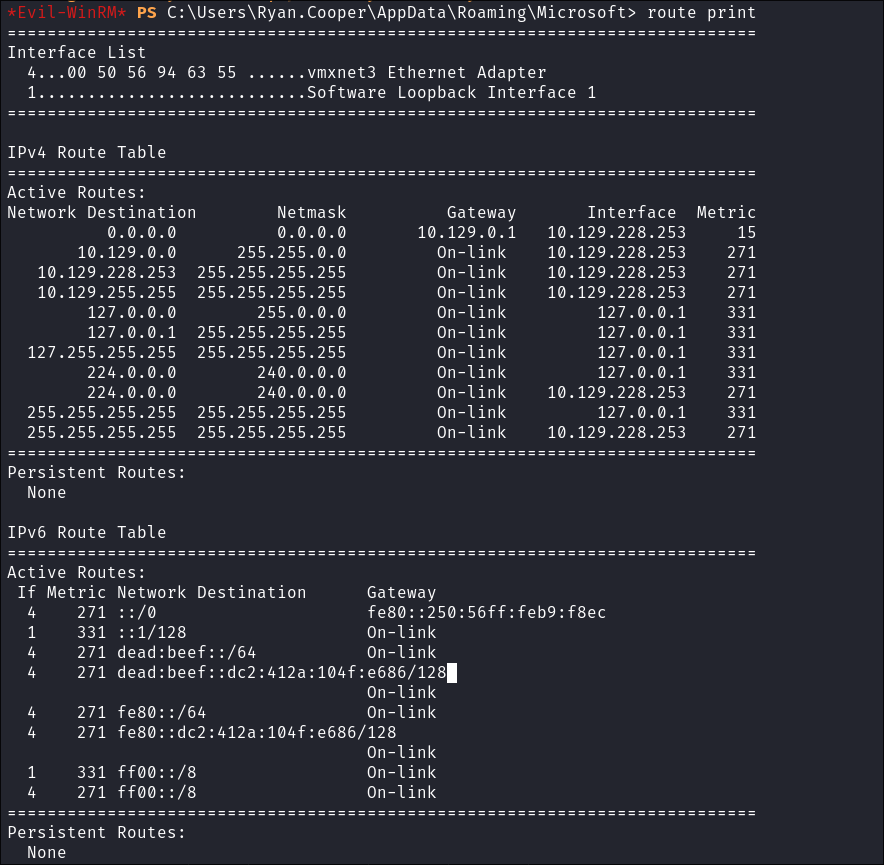 *Evil-WinRM* PS C:\Users\Ryan.Cooper\AppData\Roaming\Microsoft> route print
===========================================================================
Interface List
  4...00 50 56 94 63 55 ......vmxnet3 Ethernet Adapter
  1...........................Software Loopback Interface 1
===========================================================================

IPv4 Route Table
===========================================================================
Active Routes:
Network Destination        Netmask          Gateway       Interface  Metric
          0.0.0.0          0.0.0.0       10.129.0.1   10.129.228.253     15
       10.129.0.0      255.255.0.0         On-link    10.129.228.253    271
   10.129.228.253  255.255.255.255         On-link    10.129.228.253    271
   10.129.255.255  255.255.255.255         On-link    10.129.228.253    271
        127.0.0.0        255.0.0.0         On-link         127.0.0.1    331
        127.0.0.1  255.255.255.255         On-link         127.0.0.1    331
  127.255.255.255  255.255.255.255         On-link         127.0.0.1    331
        224.0.0.0        240.0.0.0         On-link         127.0.0.1    331
        224.0.0.0        240.0.0.0         On-link    10.129.228.253    271
  255.255.255.255  255.255.255.255         On-link         127.0.0.1    331
  255.255.255.255  255.255.255.255         On-link    10.129.228.253    271
===========================================================================
Persistent Routes:
  None

IPv6 Route Table
===========================================================================
Active Routes:
 If Metric Network Destination      Gateway
  4    271 ::/0                     fe80::250:56ff:feb9:f8ec
  1    331 ::1/128                  On-link
  4    271 dead:beef::/64           On-link
  4    271 dead:beef::dc2:412a:104f:e686/128
                                    On-link
  4    271 fe80::/64                On-link
  4    271 fe80::dc2:412a:104f:e686/128
                                    On-link
  1    331 ff00::/8                 On-link
  4    271 ff00::/8                 On-link
===========================================================================
Persistent Routes:
  None